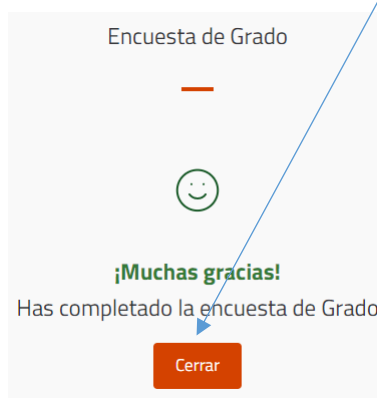 Encuesta de Grado
¡Muchas gracias!
Has completado la encuesta de Grado
Cerrar